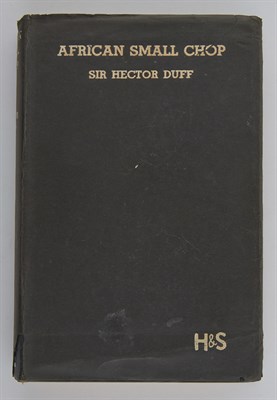 AFRICAN SMALL CHOP
SIR HECTOR DUFF
H&S